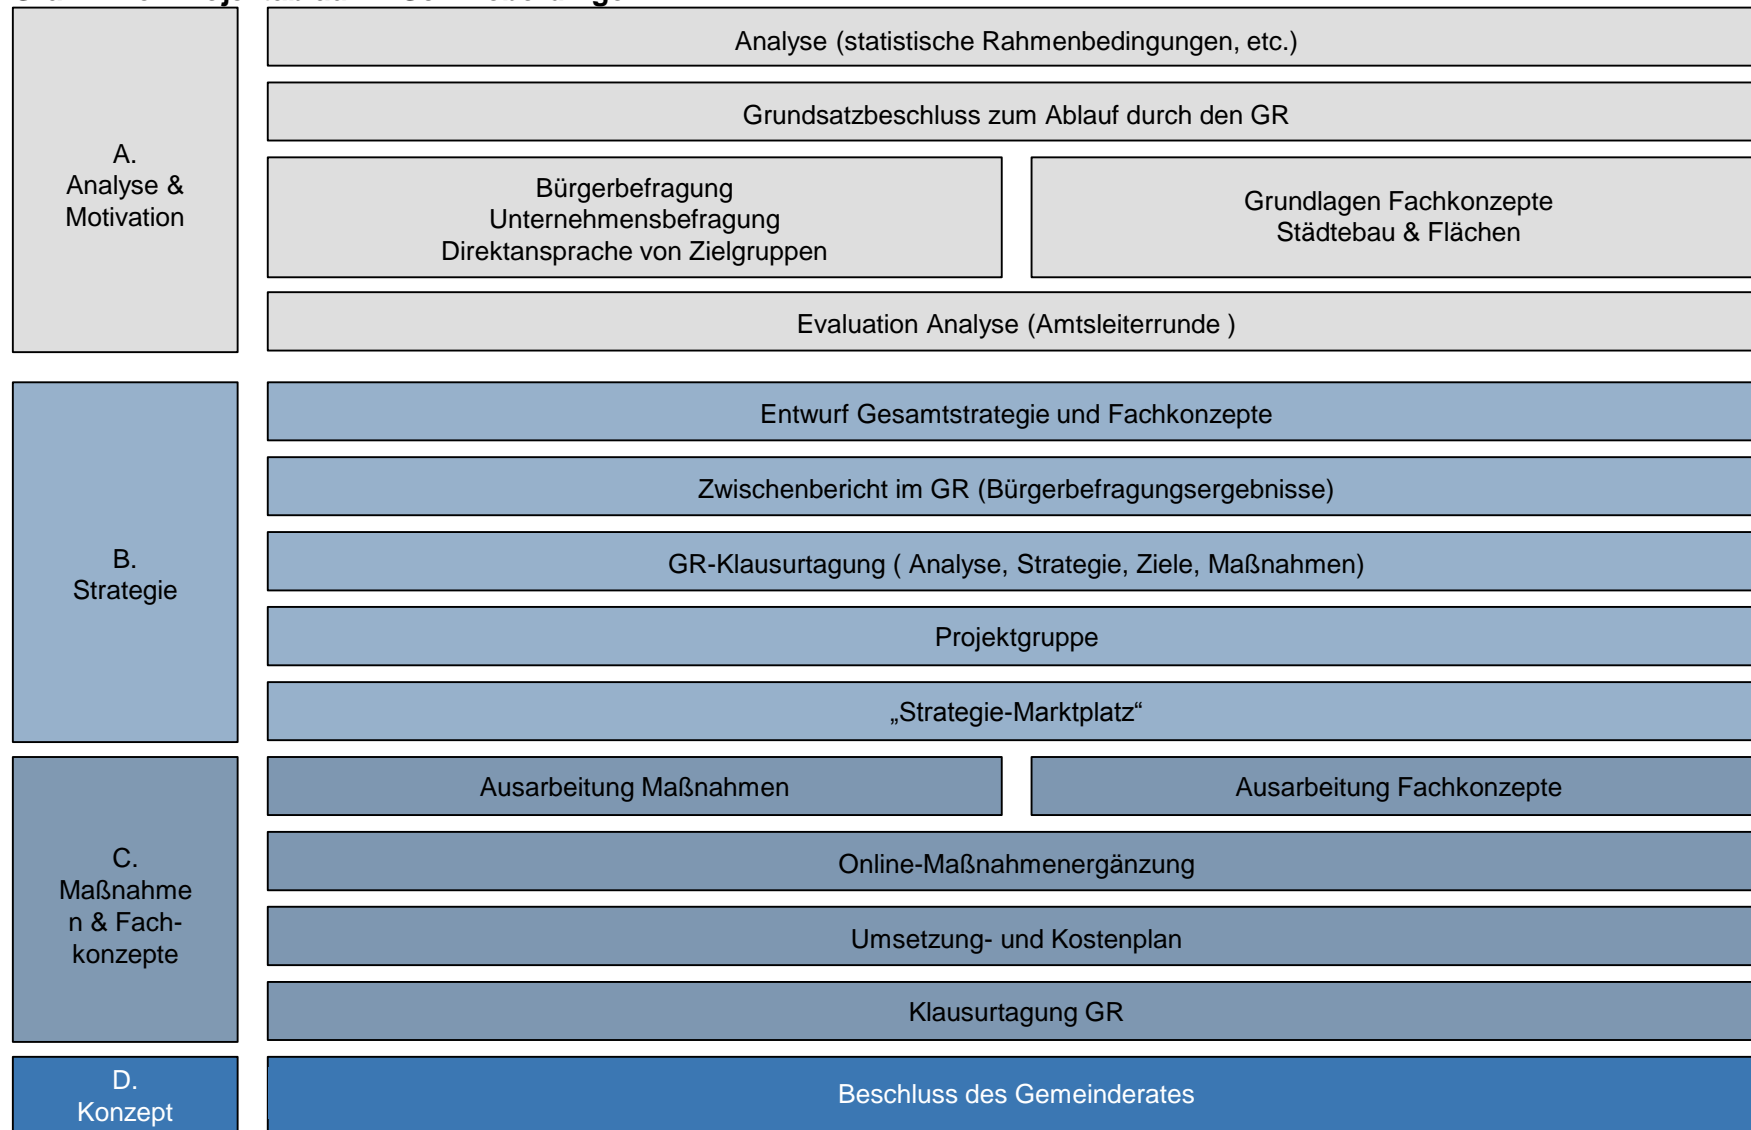 A.
Analyse &
Motivation
Analyse (statistische Rahmenbedingungen, etc.)
Grundsatzbeschluss zum Ablauf durch den GR
Bürgerbefragung
Unternehmensbefragung
Direktansprache von Zielgruppen
Grundlagen Fachkonzepte
Städtebau & Flächen
Evaluation Analyse (Amtsleiterrunde )
B.
Strategie
Entwurf Gesamtstrategie und Fachkonzepte
Zwischenbericht im GR (Bürgerbefragungsergebnisse)
GR-Klausurtagung ( Analyse, Strategie, Ziele, Maßnahmen)
Projektgruppe
„Strategie-Marktplatz“
C.
Maßnahme
n & Fach-
konzepte
Ausarbeitung Maßnahmen
Ausarbeitung Fachkonzepte
Online-Maßnahmenergänzung
Umsetzung- und Kostenplan
Klausurtagung GR
D.
Konzept
Beschluss des Gemeinderates